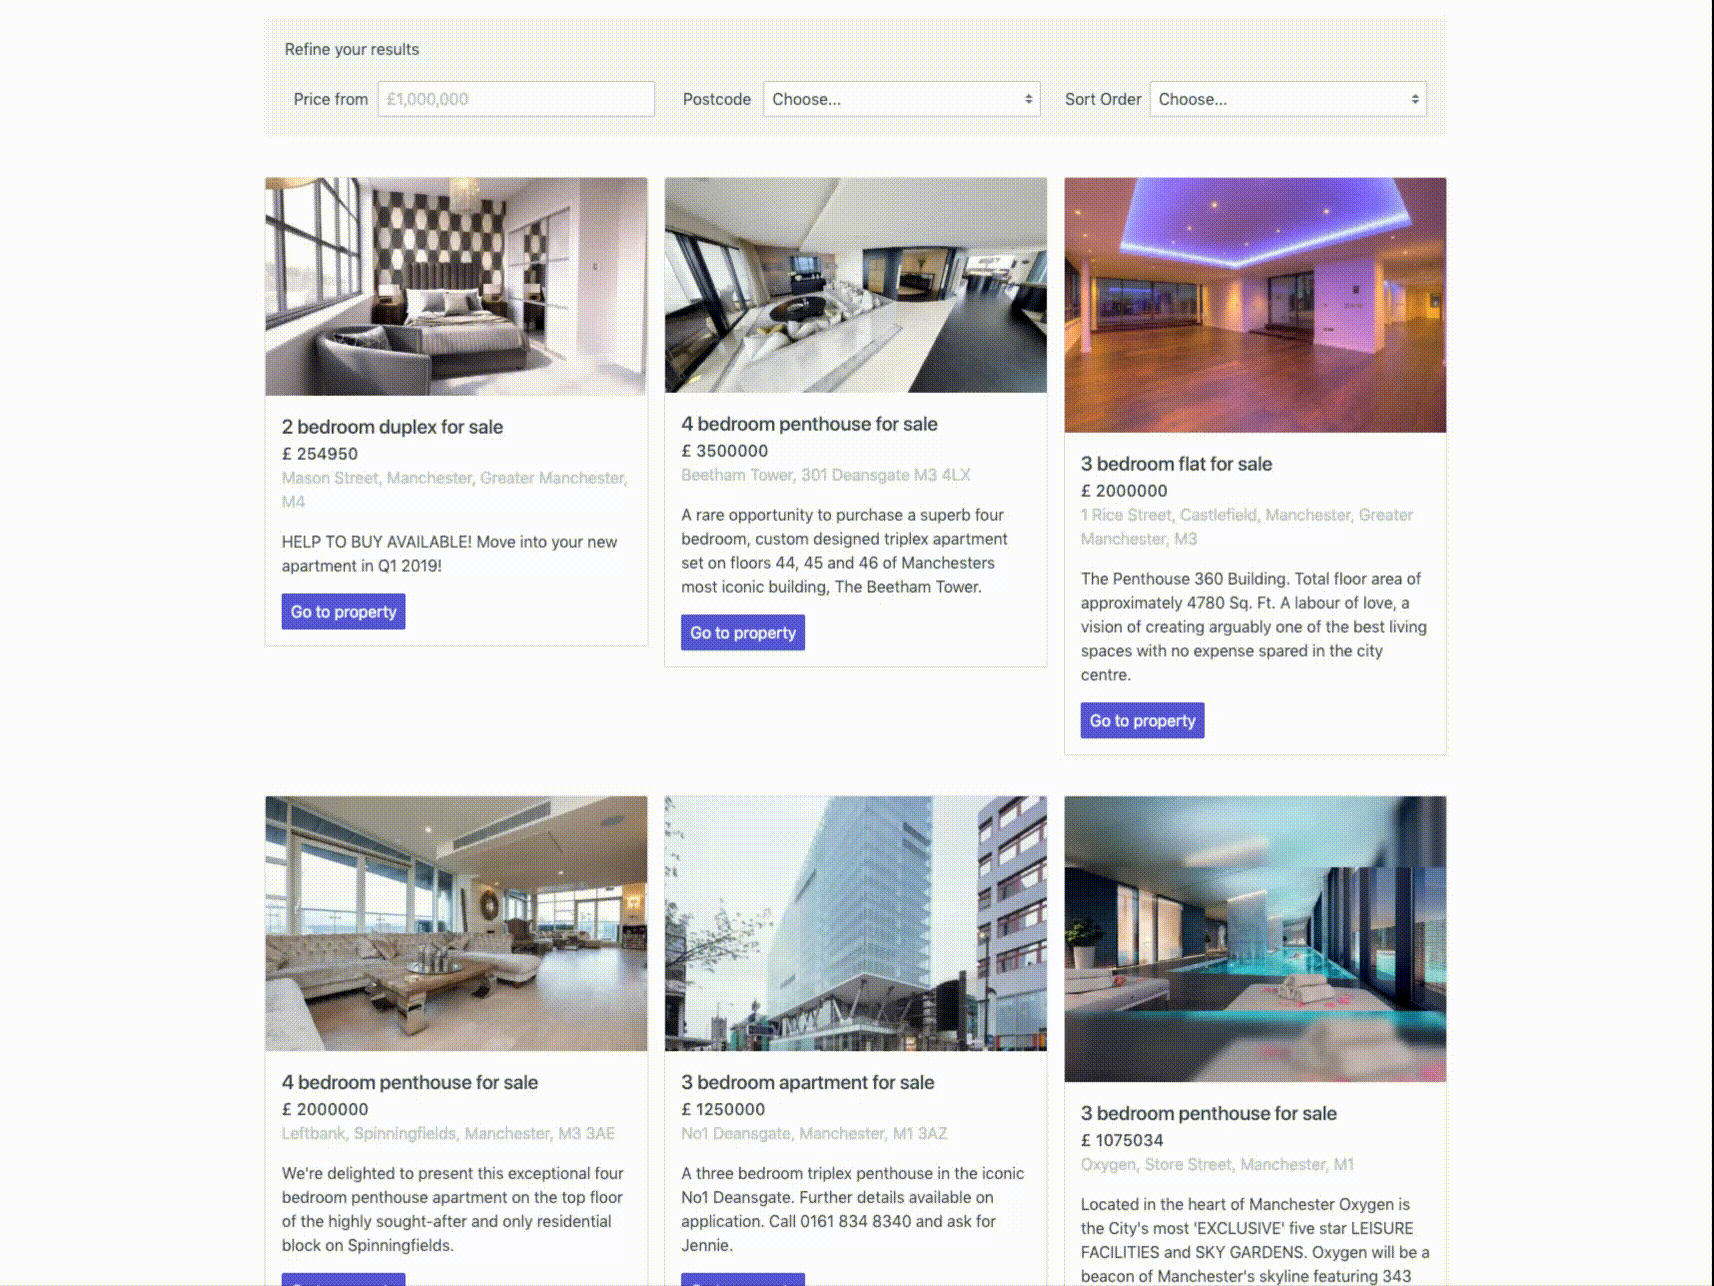 Refine your results
Price from £1,000,000 Postcode Choose... Sort Order Choose...
2 bedroom duplex for sale
£ 254950
Mason Street, Manchester, Greater Manchester,
M4
HELP TO BUY AVAILABLE! Move into your new
apartment in Q1 2019!
Go to property
4 bedroom penthouse for sale
£ 3500000
Beetham Tower, 301 Deansgate M3 4LX
A rare opportunity to purchase a superb four
bedroom, custom designed triplex apartment
set on floors 44, 45 and 46 of Manchesters
most iconic building, The Beetham Tower.
Go to property
3 bedroom flat for sale
£ 2000000
1 Rice Street, Castlefield, Manchester, Greater
Manchester, M3
The Penthouse 360 Building. Total floor area of
approximately 4780 Sq. Ft. A labour of love, a
vision of creating arguably one of the best living
spaces with no expense spared in the city
centre.
Go to property
4 bedroom penthouse for sale
£ 2000000
Leftbank, Spinningfields, Manchester, M3 3AE
We're delighted to present this exceptional four
bedroom penthouse apartment on the top floor
of the highly sought-after and only residential
block on Spinningfields.
3 bedroom apartment for sale
£ 1250000
No1 Deansgate, Manchester, M1 3AZ
A three bedroom triplex penthouse in the iconic
No1 Deansgate. Further details available on
application. Call 0161 834 8340 and ask for
Jennie.
3 bedroom penthouse for sale
£ 1075034
Oxygen, Store Street, Manchester, M1
Located in the heart of Manchester Oxygen is
the City's most 'EXCLUSIVE' five star LEISURE
FACILITIES and SKY GARDENS. Oxygen will be a
beacon of Manchester's skyline featuring 343